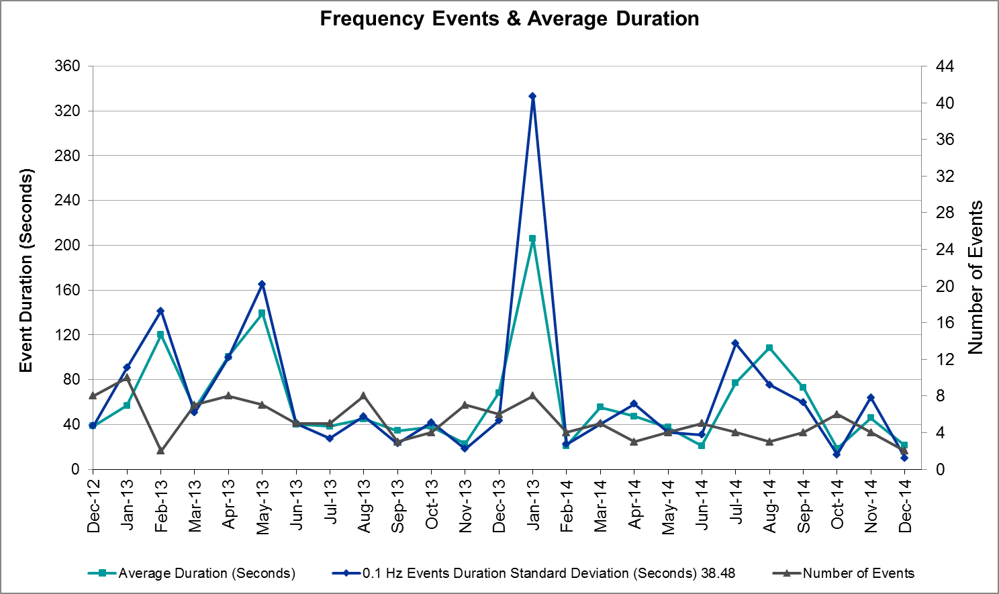 Frequency Events & Average Duration
360
320
280
240
200
160
120
80
40
0
Event Duration (Seconds)
44
40
36
32
28
24
20
16
12
8
4
0
Number of Events
Dec-12
Jan-13
Feb-13
Mar-13
Apr-13
May-13
Jun-13
Jul-13
Aug-13
Sep-13
Oct-13
Nov-13
Dec-13
Jan-13
Feb-14
Mar-14
Apr-14
May-14
Jun-14
Jul-14
Aug-14
Sep-14
Oct-14
Nov-14
Dec-14
Average Duration (Seconds)
0.1 Hz Events Duration Standard Deviation (Seconds) 38.48
Number of Events